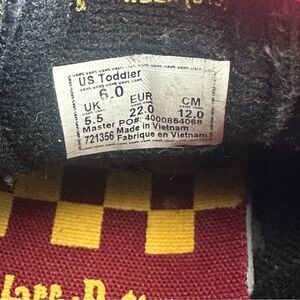 US Toddler
6.0
UK EUR CM
5.5 22.0 12.0
Master PO#: 4000854068
721356 Made in Vietnam
Fabrique en Vietnam